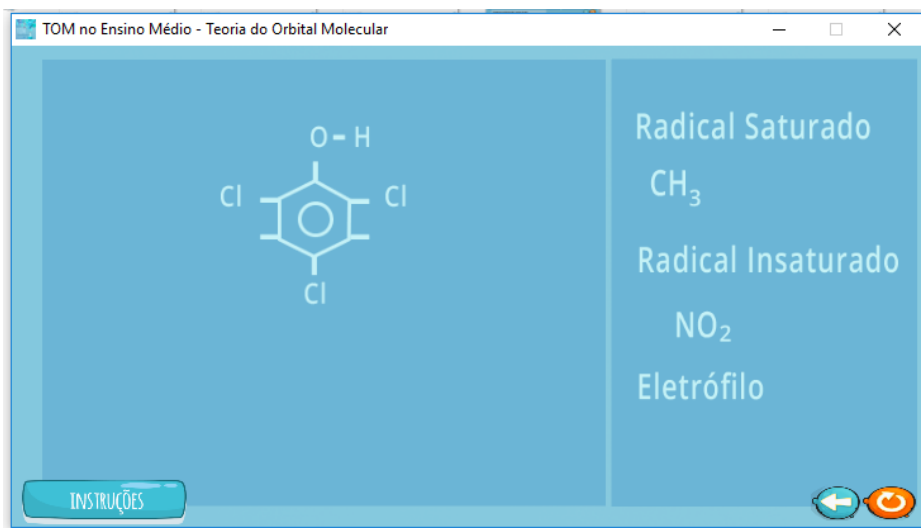 TOM no Ensino Médio - Teoria do Orbital Molecular
O-H
Cl Cl
Cl
Radical Saturado
CH₃
Radical Insaturado
NO₂
Eletrófilo
INSTRUÇÕES